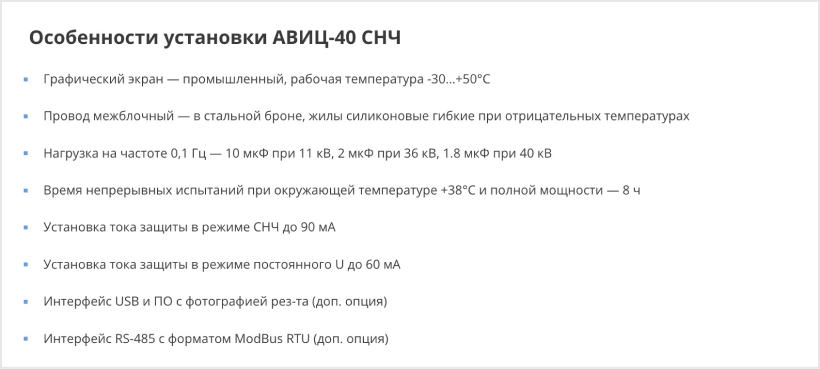 Особенности установки АВИЦ-40 СНЧ
Графический экран — промышленный, рабочая температура -30...+50°С
Провод межблочный — в стальной броне, жилы силиконовые гибкие при отрицательных температурах
Нагрузка на частоте 0,1 Гц — 10 мкФ при 11 кВ, 2 мкФ при 36 кВ, 1.8 мкФ при 40 кВ
Время непрерывных испытаний при окружающей температуре +38°С и полной мощности — 8 ч
Установка тока защиты в режиме СНЧ до 90 мА
Установка тока защиты в режиме постоянного U до 60 мА
Интерфейс USB и ПО с фотографией рез-та (доп. опция)
Интерфейс RS-485 с форматом ModBus RTU (доп. опция)